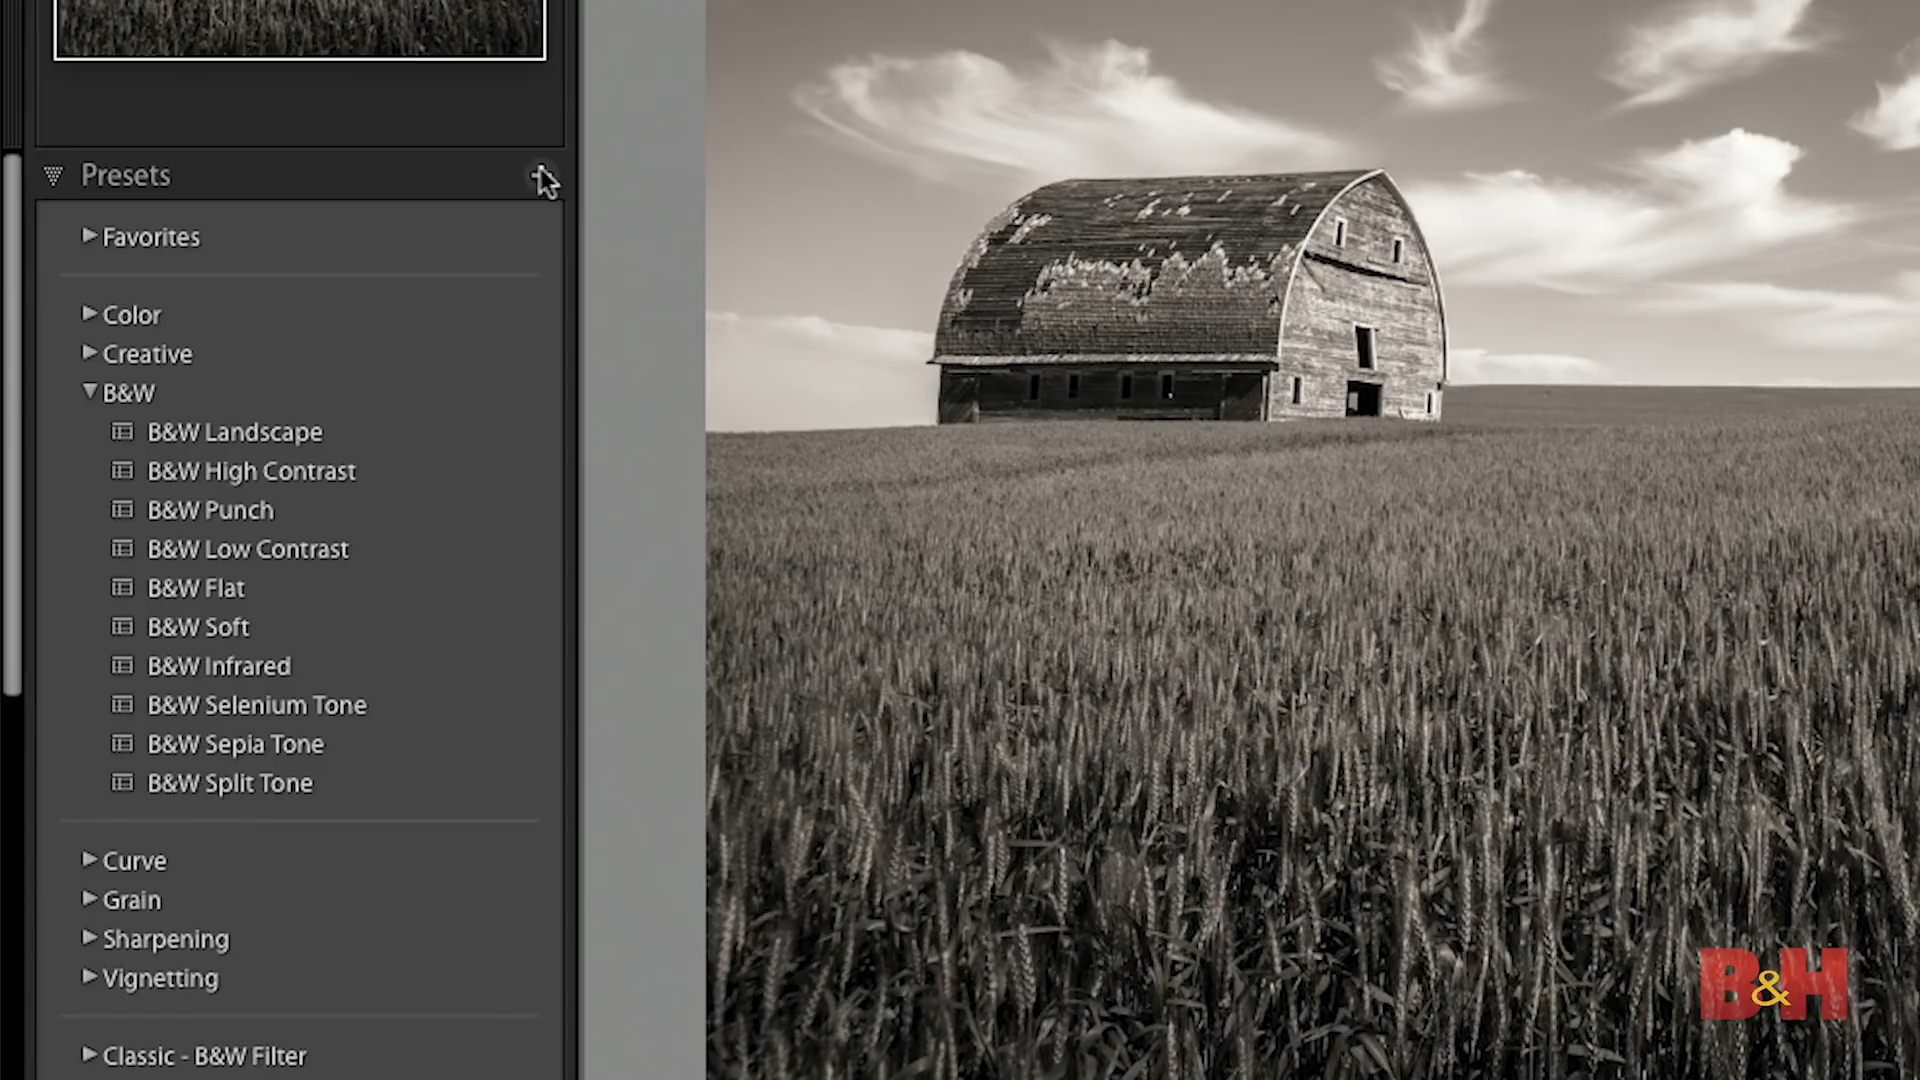 Presets
Favorites
Color
Creative
B&W
B&W Landscape
B&W High Contrast
B&W Punch
B&W Low Contrast
B&W Flat
B&W Soft
B&W Infrared
B&W Selenium Tone
B&W Sepia Tone
B&W Split Tone
Curve
Grain
Sharpening
Vignetting
Classic - B&W Filter
B&H